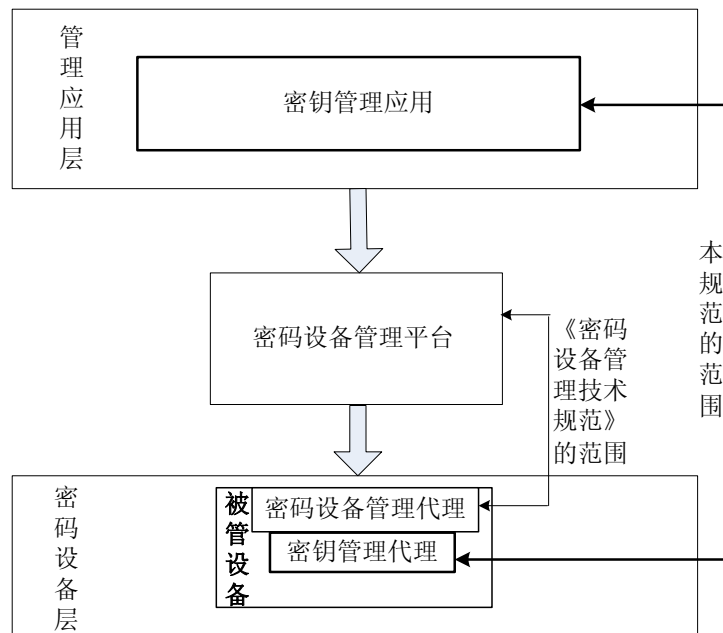 管理应用层
密钥管理应用
本规范的范围
密码设备管理平台
《密码
设备管
理技术
规范》
的范围
密码设备层
被管设备
密码设备管理代理
密钥管理代理